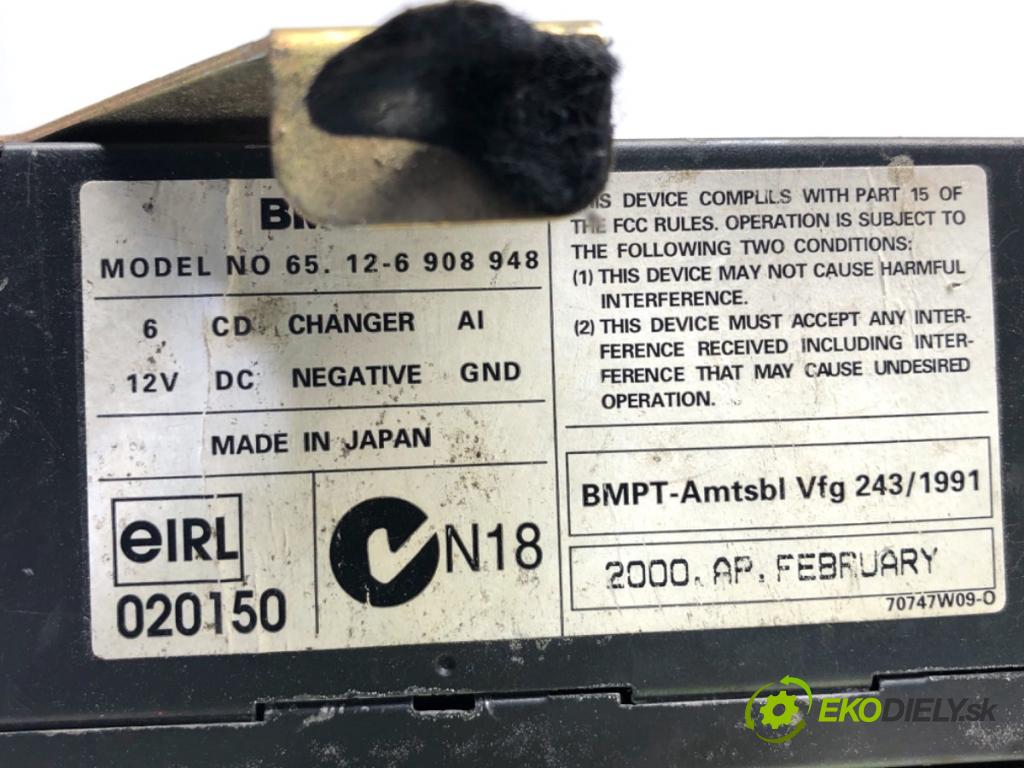 MODEL NO 65. 12-6 908 948
6 CD CHANGER AI
12V DC NEGATIVE GND
MADE IN JAPAN
eIRL
020150
N18
DEVICE COMPLIES WITH PART 15 OF
THE FCC RULES. OPERATION IS SUBJECT TO
THE FOLLOWING TWO CONDITIONS:
(1) THIS DEVICE MAY NOT CAUSE HARMFUL
INTERFERENCE.
(2) THIS DEVICE MUST ACCEPT ANY INTER-
FERENCE RECEIVED INCLUDING INTER-
FERENCE THAT MAY CAUSE UNDESIRED
OPERATION.
BMPT-Amtsbl Vfg 243/1991
2000. AP. FEBRUARY
70747W09-O
EKODIELY.sk